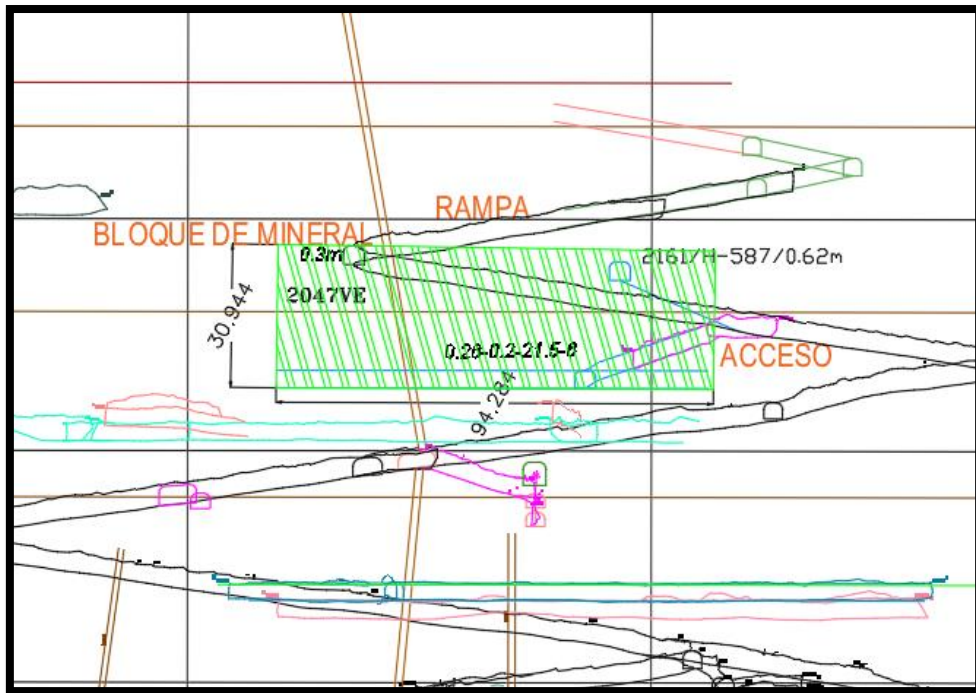 RAMPA
BLOQUE DE MINERAL
0.3m
2161/H-587/0.62m
2047VE
30.944
0.26-0.2-21.5-6
ACCESO
94.284